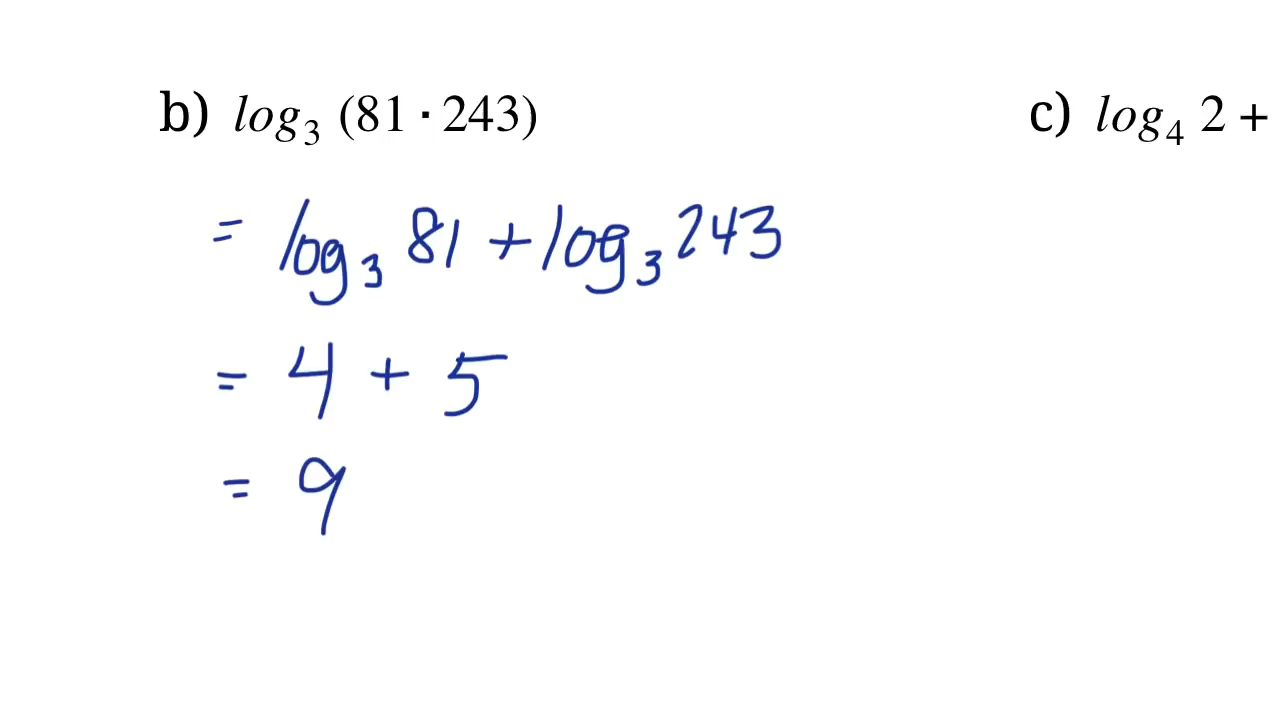 b) log₃ (81 · 243)
= log₃ 81 + log₃ 243
= 4 + 5
= 9
c) log₄ 2 +